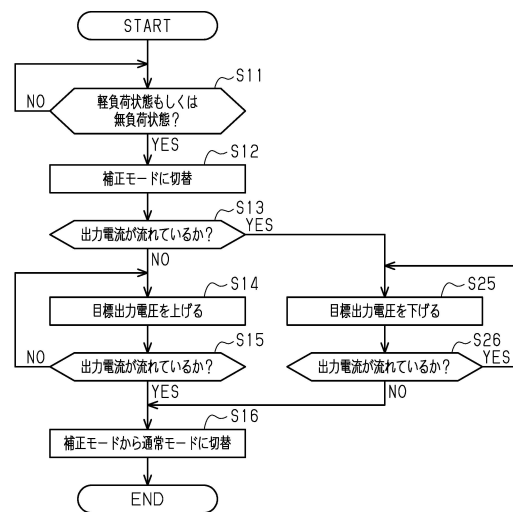 START
S11
軽負荷状態もしくは
無負荷状態?
NO
YES
S12
補正モードに切替
S13
出力電流が流れているか?
YES
NO
S14
目標出力電圧を上げる
S15
出力電流が流れているか?
NO
YES
S25
目標出力電圧を下げる
S26
出力電流が流れているか?
YES
NO
S16
補正モードから通常モードに切替
END